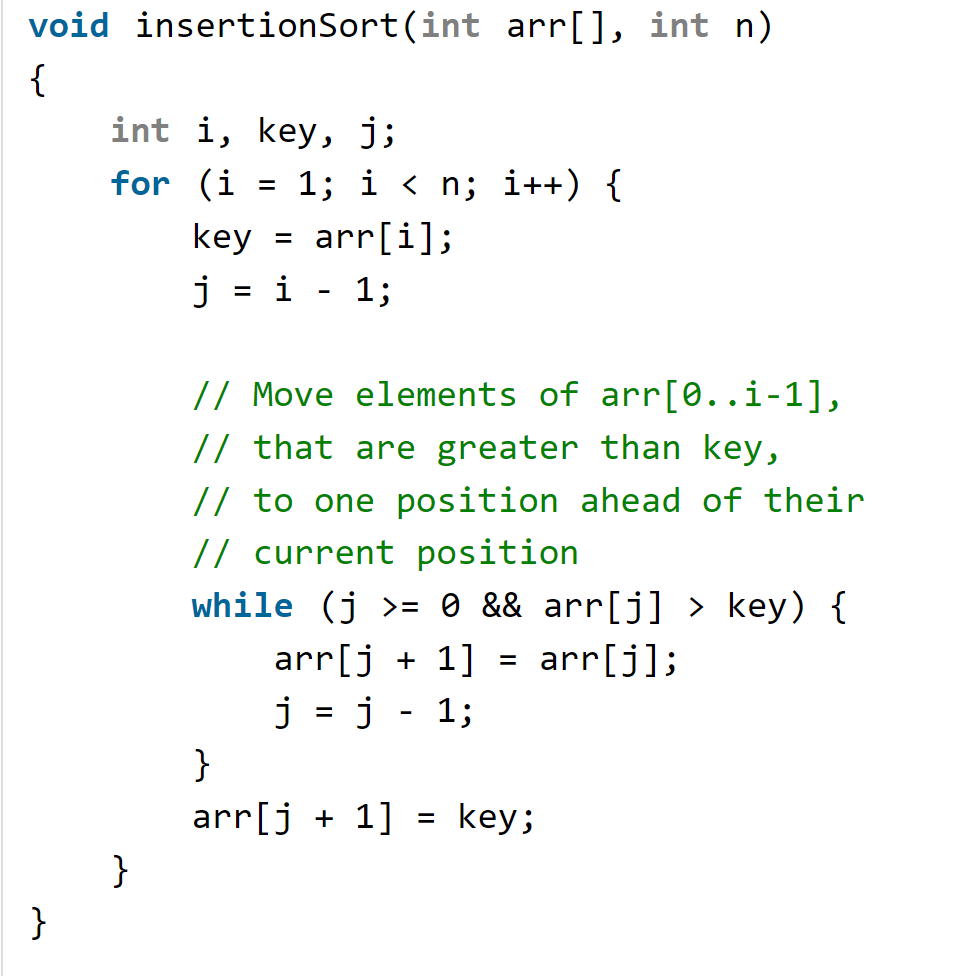 void insertionSort(int arr[], int n)
{
    int i, key, j;
    for (i = 1; i < n; i++) {
        key = arr[i];
        j = i - 1;

        // Move elements of arr[0..i-1],
        // that are greater than key,
        // to one position ahead of their
        // current position
        while (j >= 0 && arr[j] > key) {
            arr[j + 1] = arr[j];
            j = j - 1;
        }
        arr[j + 1] = key;
    }
}